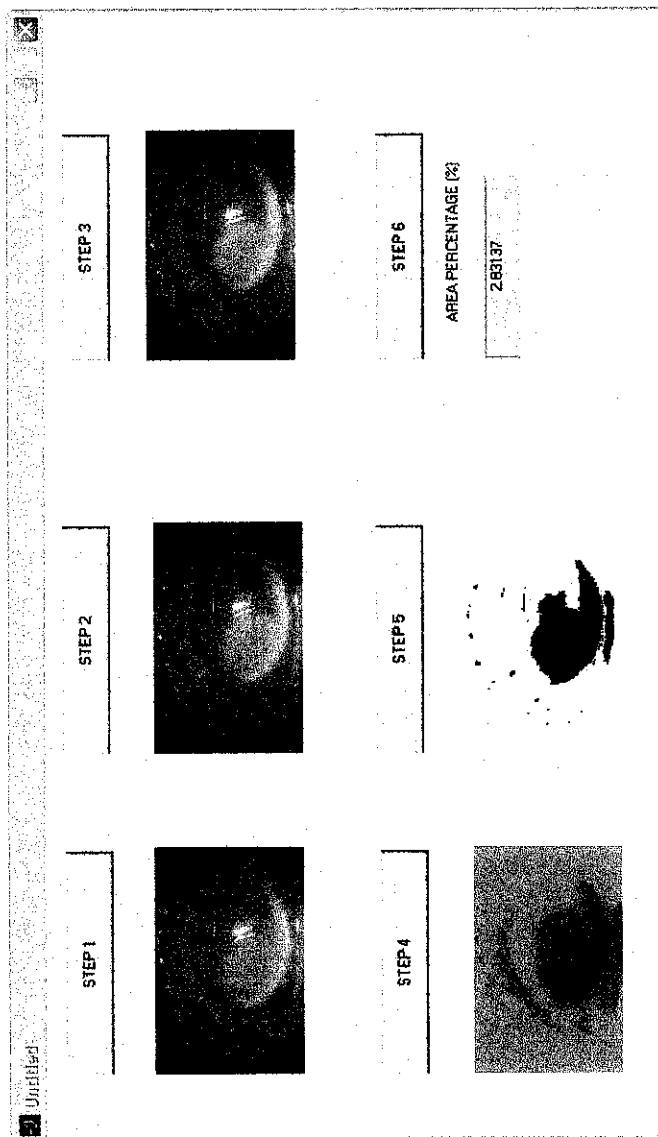 Untitled
STEP 1
STEP 2
STEP 3
STEP 4
STEP 5
STEP 6
AREA PERCENTAGE (%)
2.83137